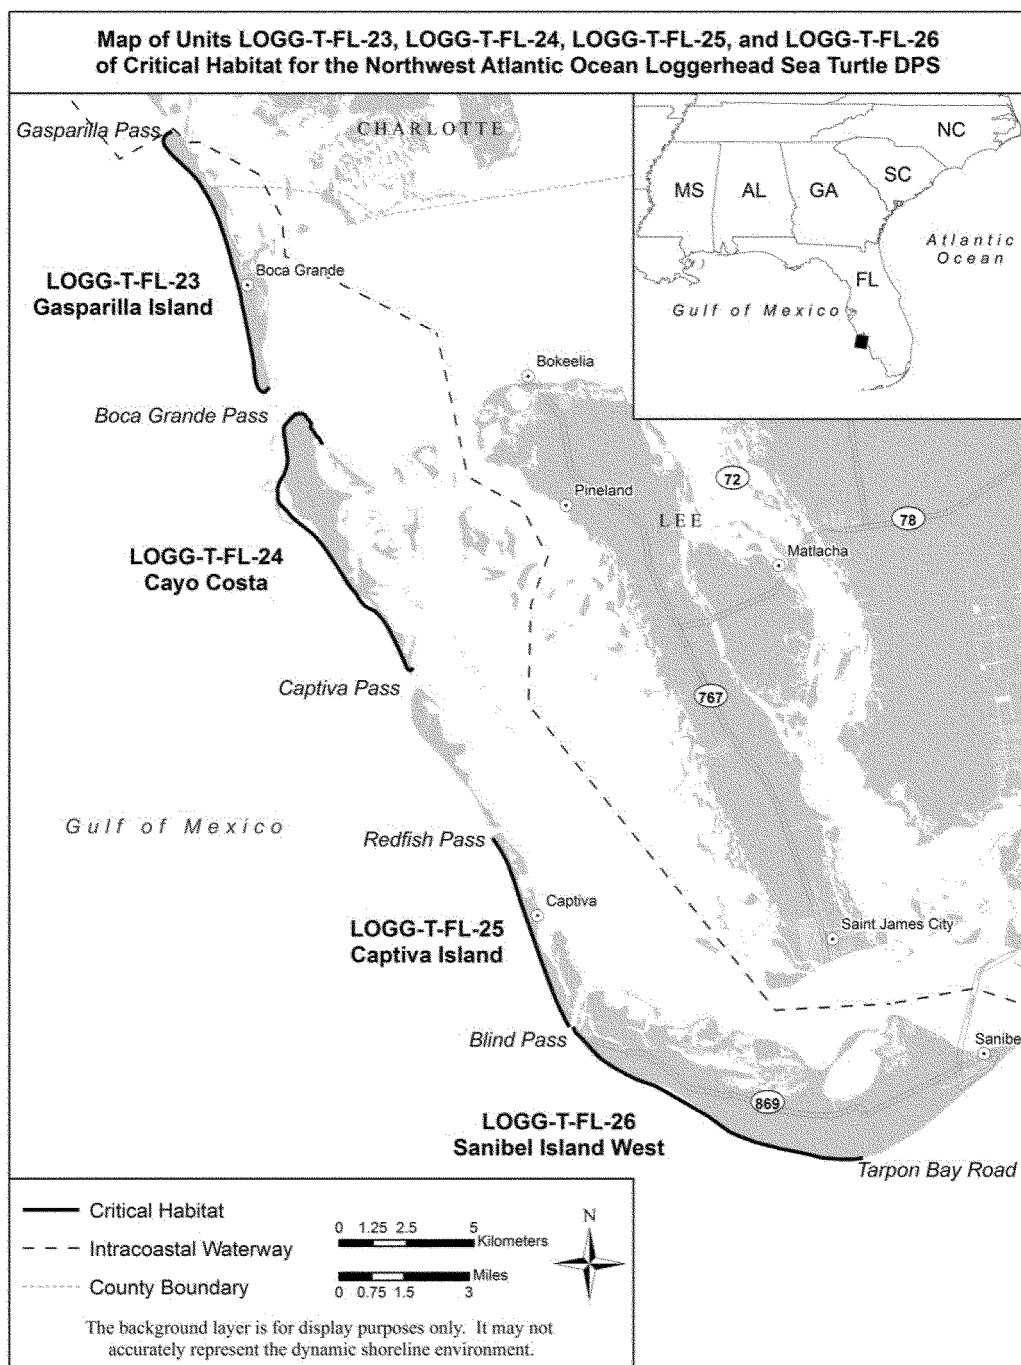 Map of Units LOGG-T-FL-23, LOGG-T-FL-24, LOGG-T-FL-25, and LOGG-T-FL-26
of Critical Habitat for the Northwest Atlantic Ocean Loggerhead Sea Turtle DPS
Gasparilla Pass
CHARLOTTE
NC
SC
MS
AL
GA
Atlantic
Ocean
FL
Gulf of Mexico
Boca Grande
LOGG-T-FL-23
Gasparilla Island
Bokeelia
Boca Grande Pass
72
Pineland
LEE
78
Matlacha
LOGG-T-FL-24
Cayo Costa
Captiva Pass
767
Gulf of Mexico
Redfish Pass
Captiva
Saint James City
LOGG-T-FL-25
Captiva Island
Blind Pass
Sanibe
869
LOGG-T-FL-26
Sanibel Island West
Tarpon Bay Road
Critical Habitat
Intracoastal Waterway
County Boundary
0 1.25 2.5 5
Kilometers
Miles
0 0.75 1.5 3
N
The background layer is for display purposes only. It may not
accurately represent the dynamic shoreline environment.